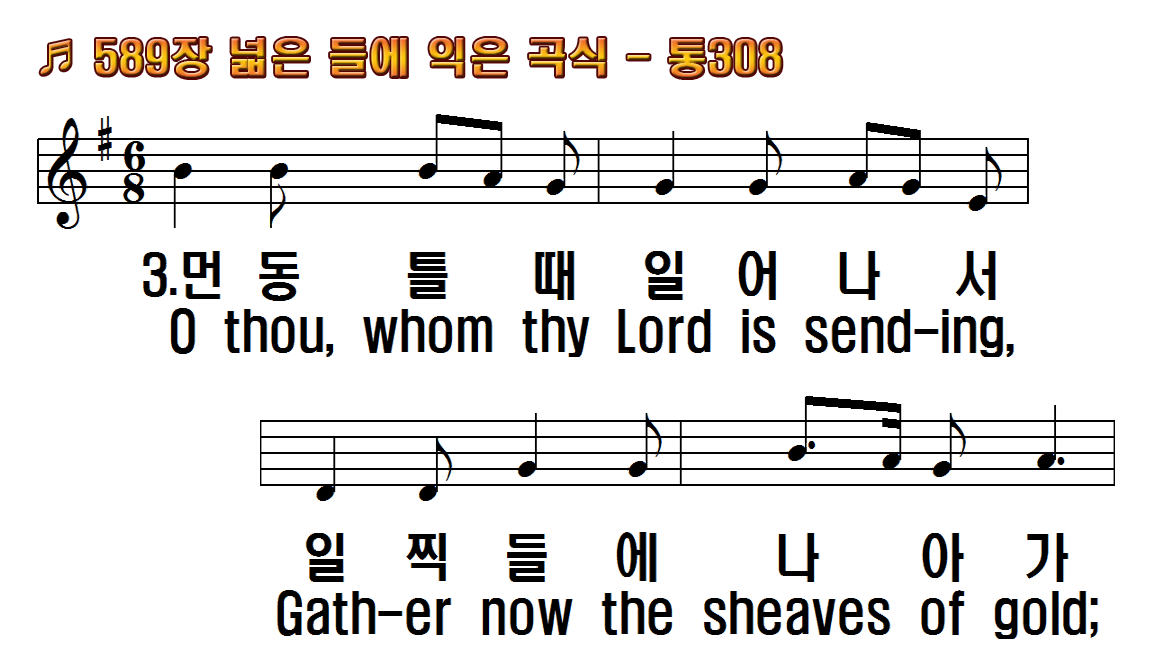 ♬ 589장 넓은 들에 익은 곡식 - 통308
6
8
3.먼 동 틀 때 일 어 나 서
O thou, whom thy Lord is send-ing,
일 찍 들 에 나 아 가
Gath-er now the sheaves of gold;